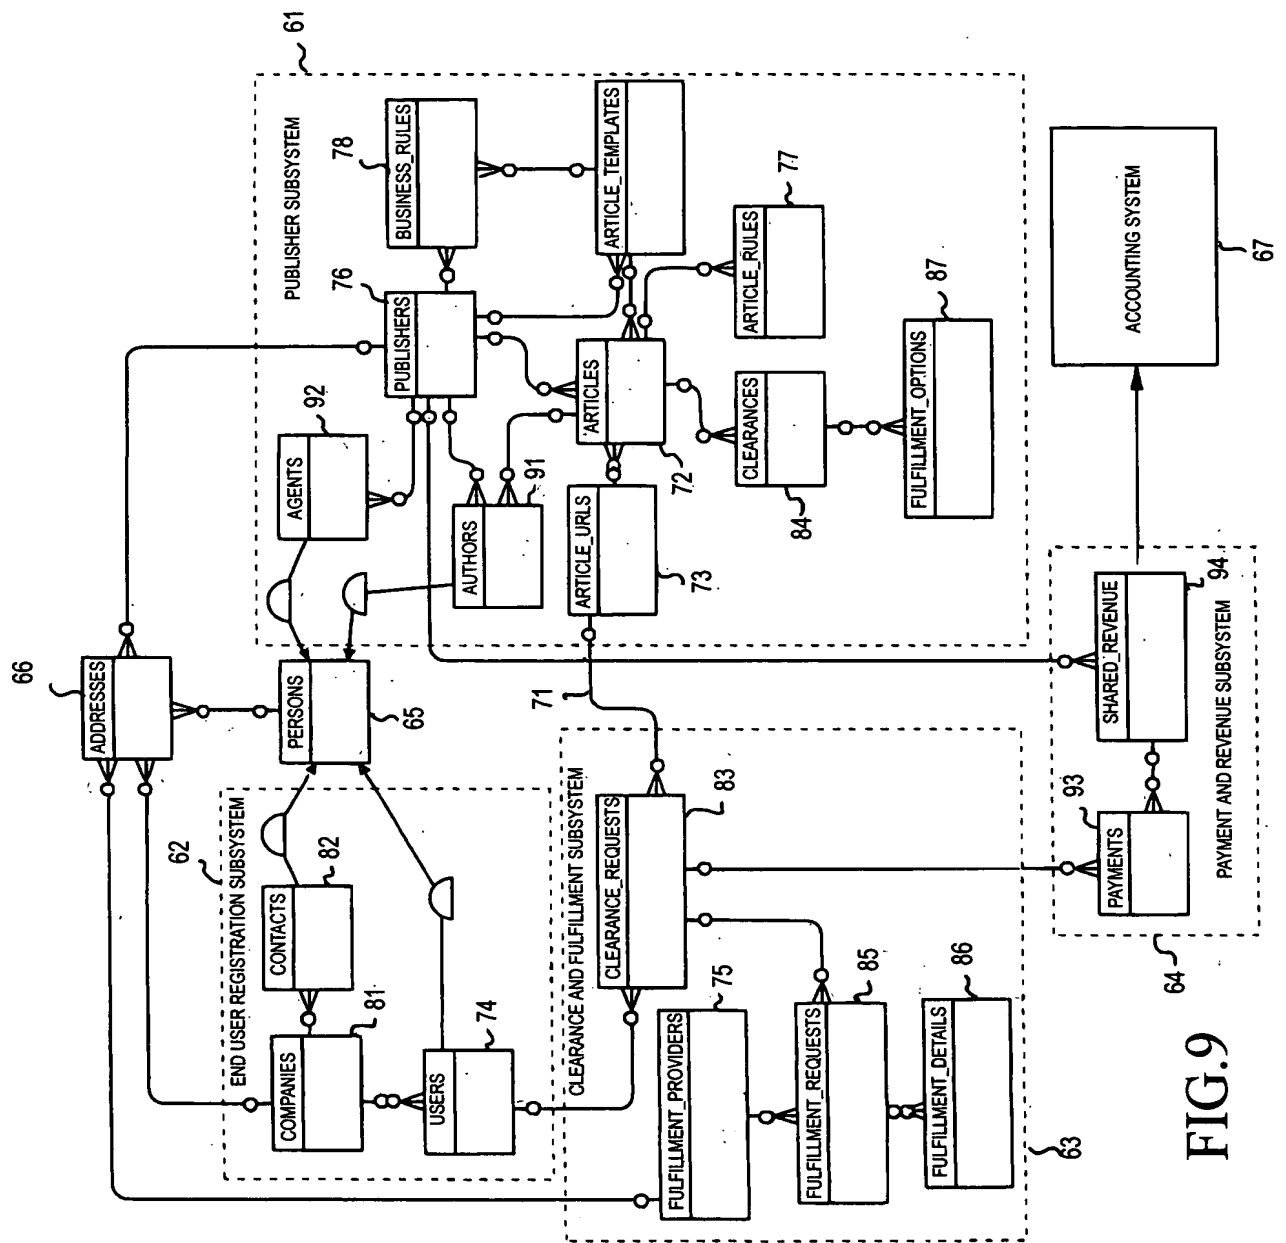 61
PUBLISHER SUBSYSTEM
78
BUSINESS_RULES
ARTICLE_TEMPLATES
76
PUBLISHERS
77
ARTICLE_RULES
92
AGENTS
ARTICLES
72
87
FULFILLMENT_OPTIONS
CLEARANCES
84
91
AUTHORS
ARTICLE_URLS
73
ACCOUNTING SYSTEM
67
66
ADDRESSES
PERSONS
65
71
62
END USER REGISTRATION SUBSYSTEM
82
CONTACTS
81
COMPANIES
74
USERS
CLEARANCE AND FULFILLMENT SUBSYSTEM
83
CLEARANCE_REQUESTS
75
FULFILLMENT_PROVIDERS
85
FULFILLMENT_REQUESTS
86
FULFILLMENT_DETAILS
63
94
SHARED_REVENUE
93
PAYMENTS
PAYMENT AND REVENUE SUBSYSTEM
64
FIG.9